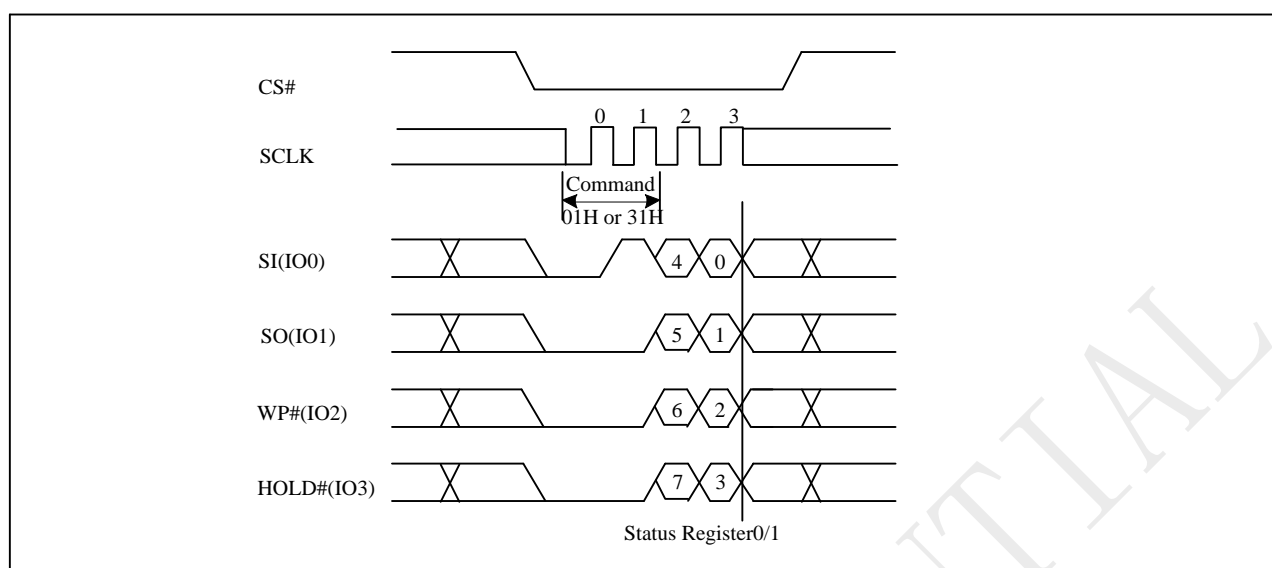 CS#
0 1 2 3
SCLK
Command
01H or 31H
SI(IO0) 4 0
SO(IO1) 5 1
WP#(IO2) 6 2
HOLD#(IO3) 7 3
Status Register0/1
NTIAL